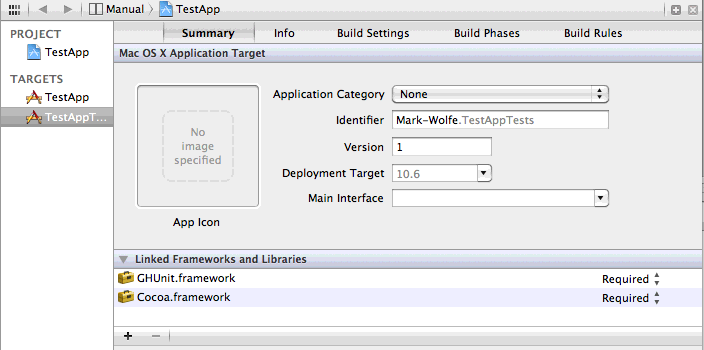 Manual TestApp
PROJECT
TestApp
TARGETS
TestApp
TestAppT...
Summary Info Build Settings Build Phases Build Rules
Mac OS X Application Target
No
image
specified
App Icon
Application Category None
Identifier Mark-Wolfe.TestAppTests
Version 1
Deployment Target 10.6
Main Interface
Linked Frameworks and Libraries
GHUnit.framework Required
Cocoa.framework Required